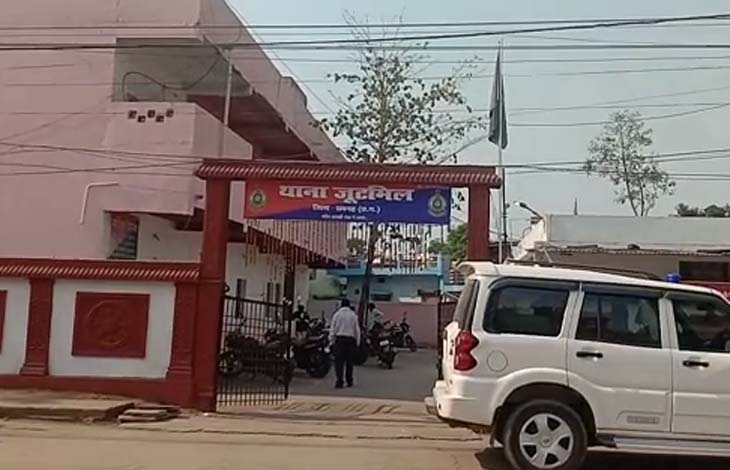 थाना जूटमिल
जिला - रायगढ़ (छ.ग.)